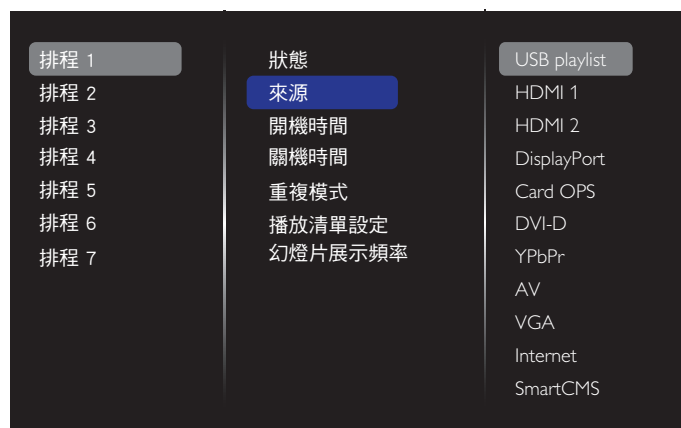 排程 1
排程 2
排程 3
排程 4
排程 5
排程 6
排程 7
狀態
來源
開機時間
關機時間
重複模式
播放清單設定
幻燈片展示頻率
USB playlist
HDMI 1
HDMI 2
DisplayPort
Card OPS
DVI-D
YPbPr
AV
VGA
Internet
SmartCMS